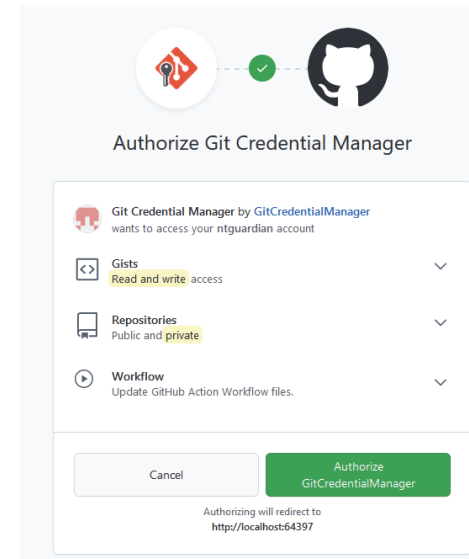 Authorize Git Credential Manager
Git Credential Manager by GitCredentialManager
wants to access your ntguardian account
Gists
Read and write access
Repositories
Public and private
Workflow
Update GitHub Action Workflow files.
Cancel
Authorize
GitCredentialManager
Authorizing will redirect to
http://localhost:64397